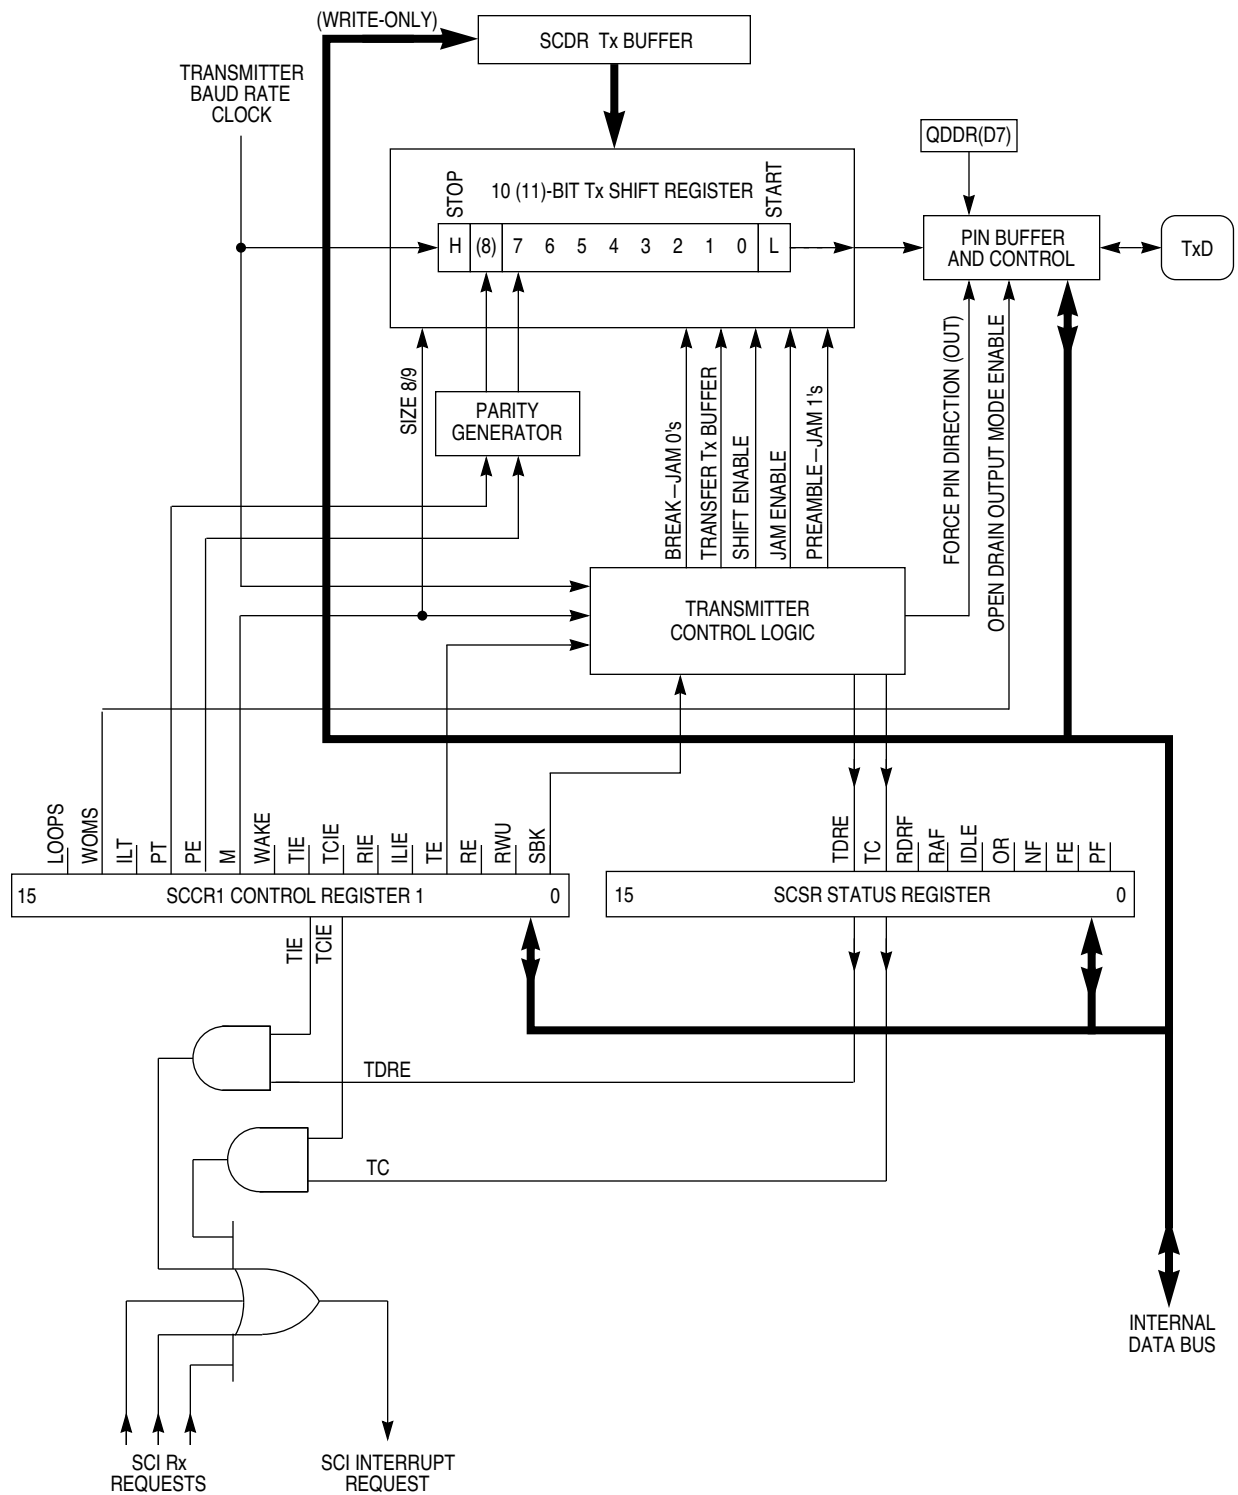 (WRITE-ONLY)
SCDR Tx BUFFER
TRANSMITTER
BAUD RATE
CLOCK
QDDR(D7)
STOP
10 (11)-BIT Tx SHIFT REGISTER
START
H (8) 7 6 5 4 3 2 1 0 L
PIN BUFFER
AND CONTROL
TxD
SIZE 8/9
PARITY
GENERATOR
BREAK—JAM 0's
TRANSFER Tx BUFFER
SHIFT ENABLE
JAM ENABLE
PREAMBLE—JAM 1's
FORCE PIN DIRECTION (OUT)
OPEN DRAIN OUTPUT MODE ENABLE
TRANSMITTER
CONTROL LOGIC
LOOPS
WOMS
ILT
PT
PE
M
WAKE
TIE
TCIE
RIE
ILIE
TE
RE
RWU
SBK
TDRE
TC
RDRF
RAF
IDLE
OR
NF
FE
PF
15 SCCR1 CONTROL REGISTER 1 0
15 SCSR STATUS REGISTER 0
TIE
TCIE
TDRE
TC
INTERNAL
DATA BUS
SCI Rx
REQUESTS
SCI INTERRUPT
REQUEST